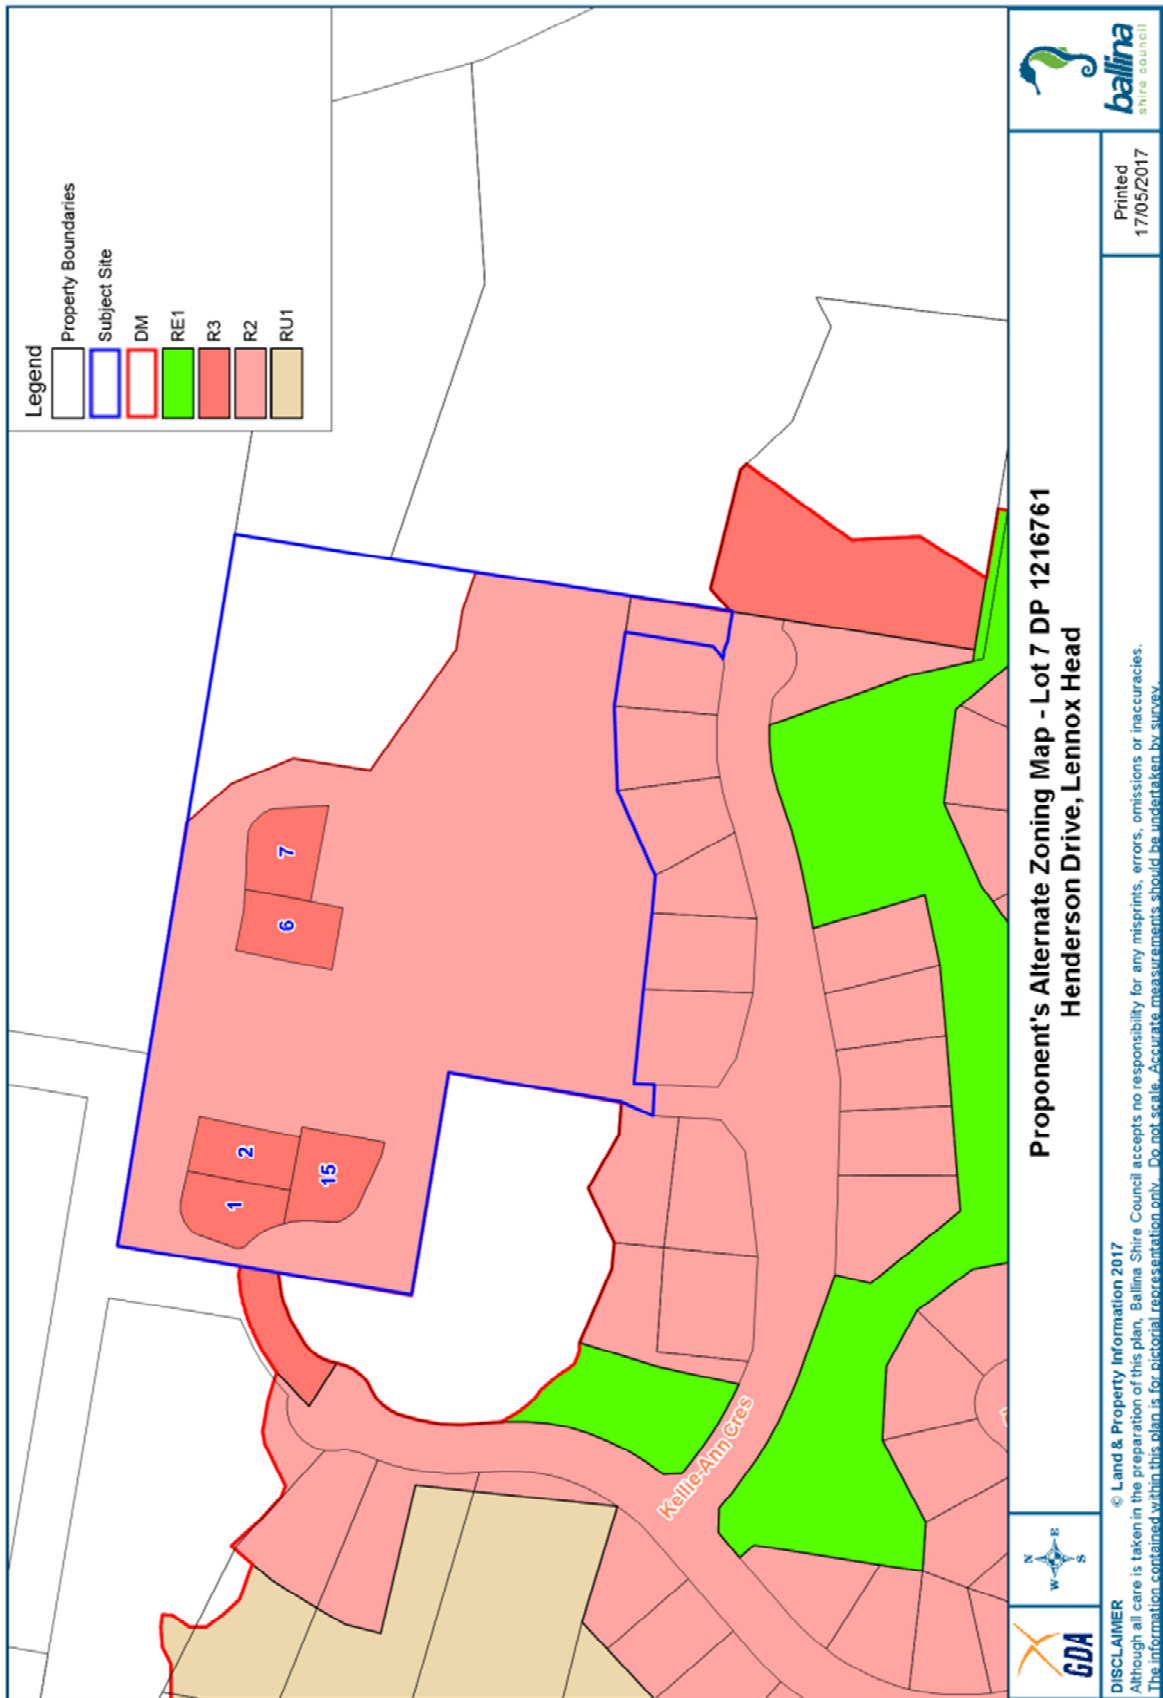 Legend
Property Boundaries
Subject Site
DM
RE1
R3
R2
RU1
7
6
2
1
15
Kellie-Ann Cres
GDA
N
W E
S
Proponent's Alternate Zoning Map - Lot 7 DP 1216761
Henderson Drive, Lennox Head
ballina
shire council
Printed
17/05/2017
DISCLAIMER © Land & Property Information 2017
Although all care is taken in the preparation of this plan, Ballina Shire Council accepts no responsibility for any misprints, errors, omissions or inaccuracies.
The information contained within this plan is for pictorial representation only. Do not scale. Accurate measurements should be undertaken by survey.